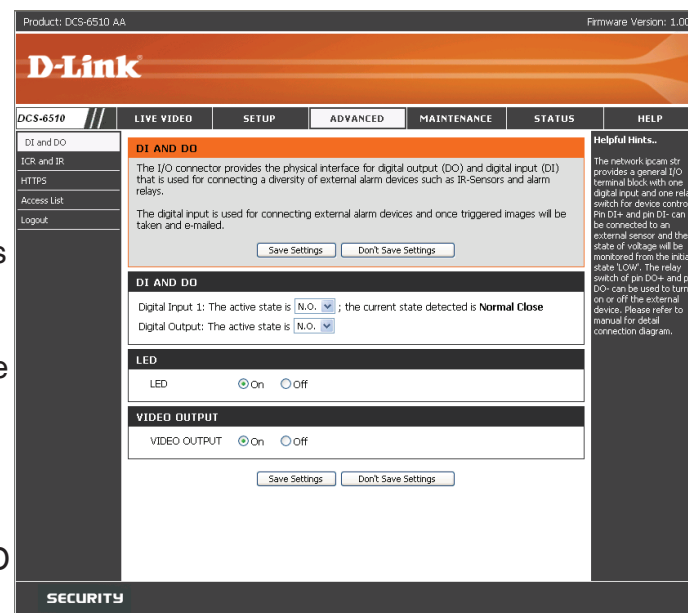 Product: DCS-6510 AA
Firmware Version: 1.00
D-Link
DCS-6510
LIVE VIDEO
SETUP
ADVANCED
MAINTENANCE
STATUS
HELP
DI and DO
ICR and IR
HTTPS
Access List
Logout
DI AND DO
The I/O connector provides the physical interface for digital output (DO) and digital input (DI)
that is used for connecting a diversity of external alarm devices such as IR-Sensors and alarm
relays.
The digital input is used for connecting external alarm devices and once triggered images will be
taken and e-mailed.
Save Settings
Don't Save Settings
DI AND DO
Digital Input 1: The active state is N.O. ; the current state detected is Normal Close
Digital Output: The active state is N.O.
LED
LED On Off
VIDEO OUTPUT
VIDEO OUTPUT On Off
Save Settings
Don't Save Settings
Helpful Hints..
The network ipcam str
provides a general I/O
terminal block with one
digital input and one rela
switch for device contro
Pin DI+ and pin DI- can
be connected to an
external sensor and the
state of voltage will be
monitored from the initia
state 'LOW'. The relay
switch of pin DO+ and p
DO- can be used to turn
on or off the external
device. Please refer to
manual for detail
connection diagram.
SECURITY